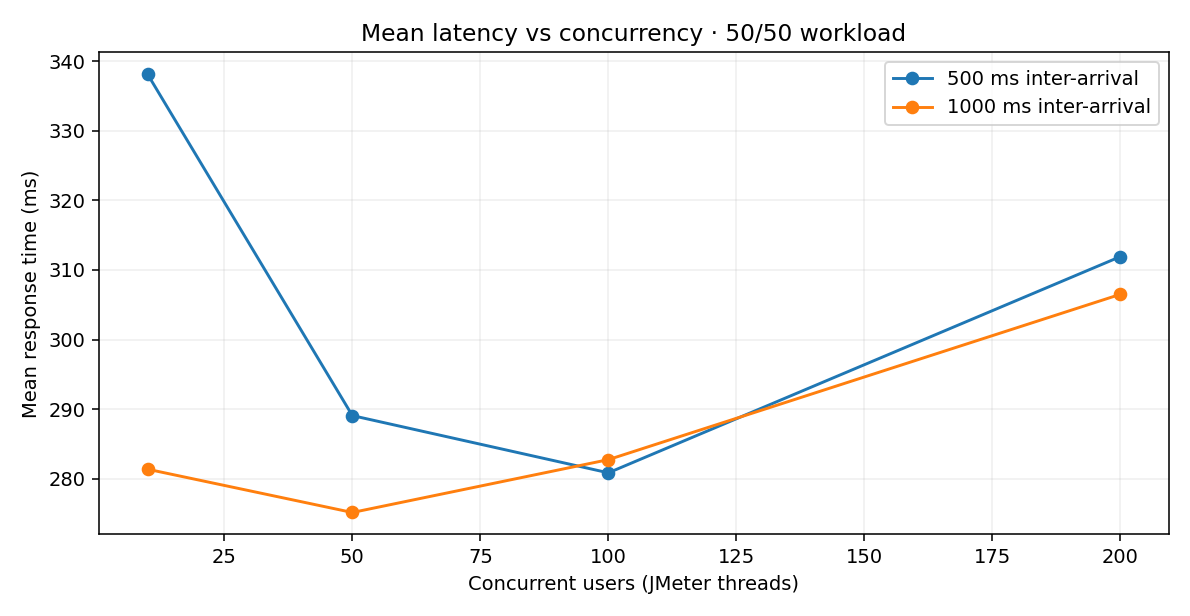 Mean latency vs concurrency · 50/50 workload
500 ms inter-arrival
1000 ms inter-arrival
Mean response time (ms)
340
330
320
310
300
290
280
25 50 75 100 125 150 175 200
Concurrent users (JMeter threads)